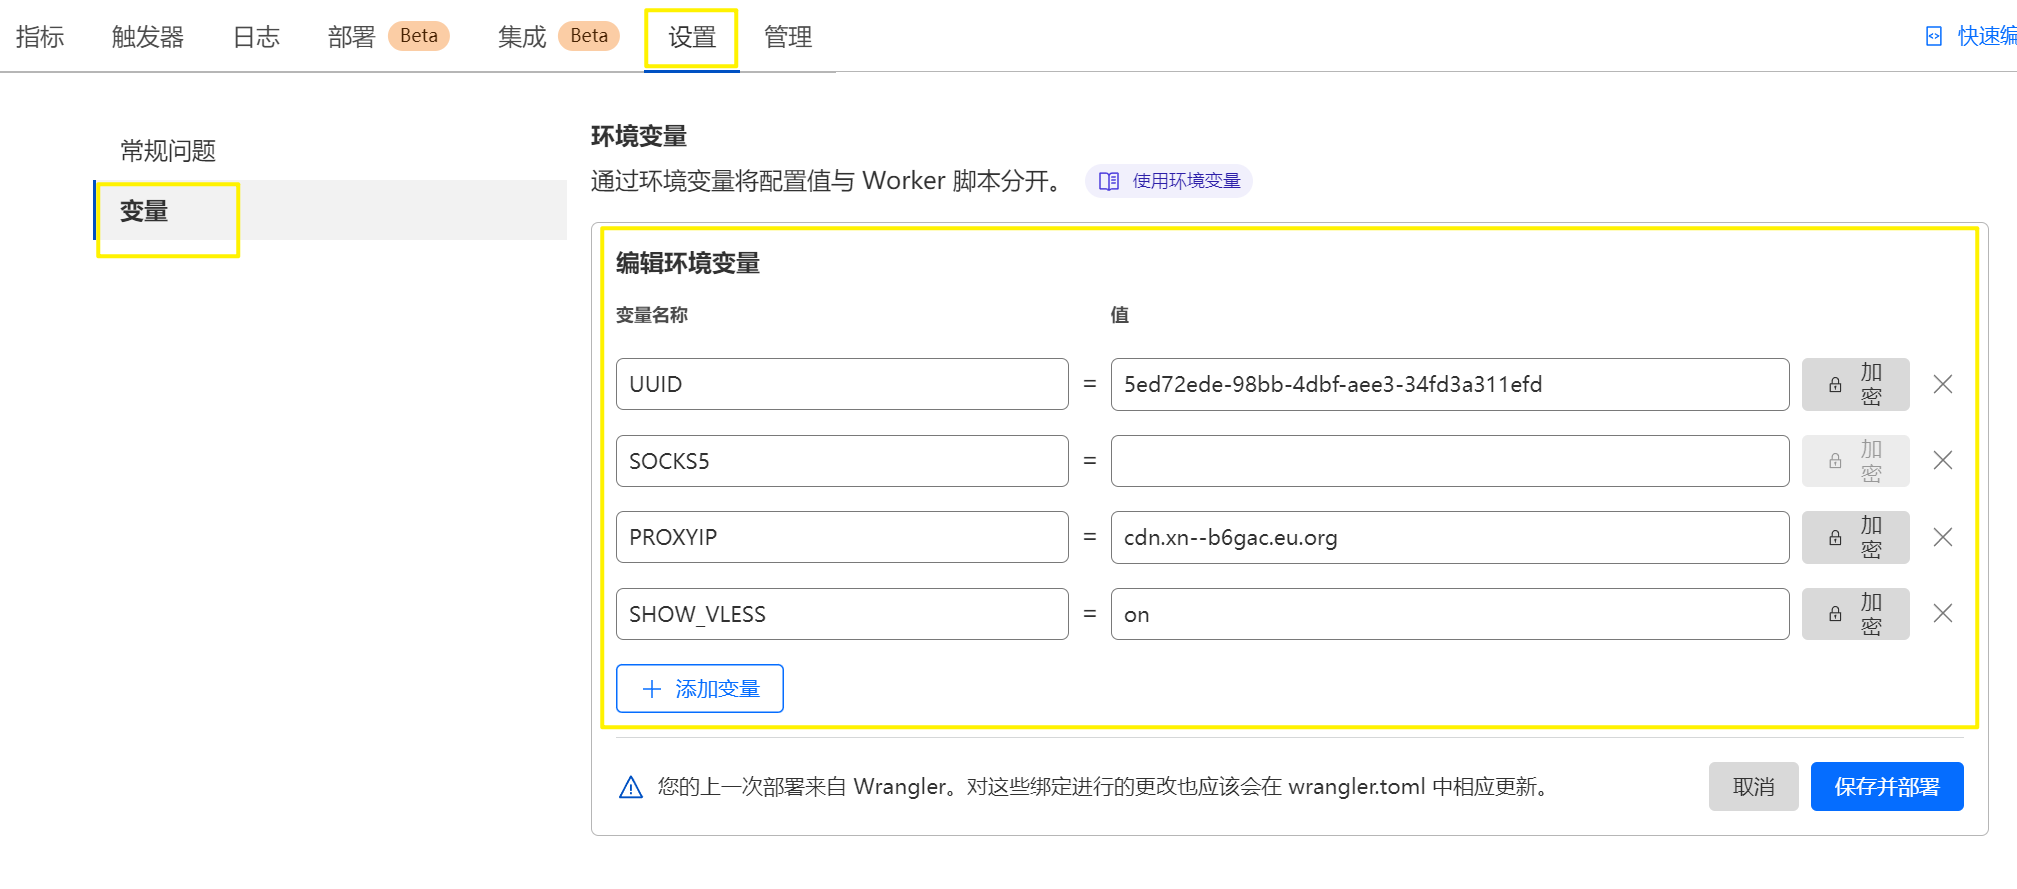 指标 触发器 日志 部署 Beta 集成 Beta 设置 管理 快速编
常规问题
变量
环境变量
通过环境变量将配置值与 Worker 脚本分开。 使用环境变量
编辑环境变量
变量名称 值
UUID = 5ed72ede-98bb-4dbf-aee3-34fd3a311efd 加密
SOCKS5 = 加密
PROXYIP = cdn.xn--b6gac.eu.org 加密
SHOW_VLESS = on 加密
添加变量
您的上一次部署来自 Wrangler。对这些绑定进行的更改也应该会在 wrangler.toml 中相应更新。 取消 保存并部署